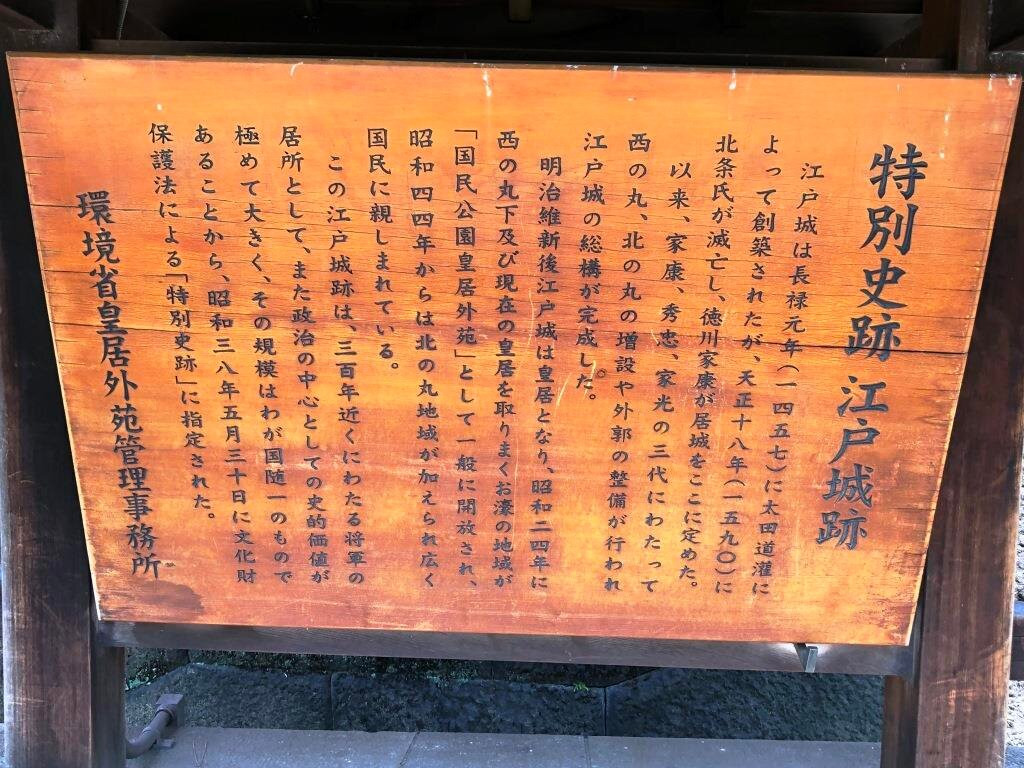 特別史跡 江戸城跡
江戸城は長禄元年(一四五七)に太田道灌に
よって創築されたが、天正十八年(一五九〇)に
北条氏が滅亡し、徳川家康が居城をここに定めた。
以来、家康、秀忠、家光の三代にわたって
西の丸、北の丸の増設や外郭の整備が行われ
江戸城の総構が完成した。
明治維新後江戸城は皇居となり、昭和二四年に
西の丸下及び現在の皇居を取りまくお濠の地域が
「国民公園皇居外苑」として一般に開放され、
昭和四四年からは北の丸地域が加えられ広く
国民に親しまれている。
この江戸城跡は、三百年近くにわたる将軍の
居所として、また政治の中心としての史的価値が
極めて大きく、その規模はわが国随一のもので
あることから、昭和三八年五月三十日に文化財
保護法による「特別史跡」に指定された。
環境省皇居外苑管理事務所